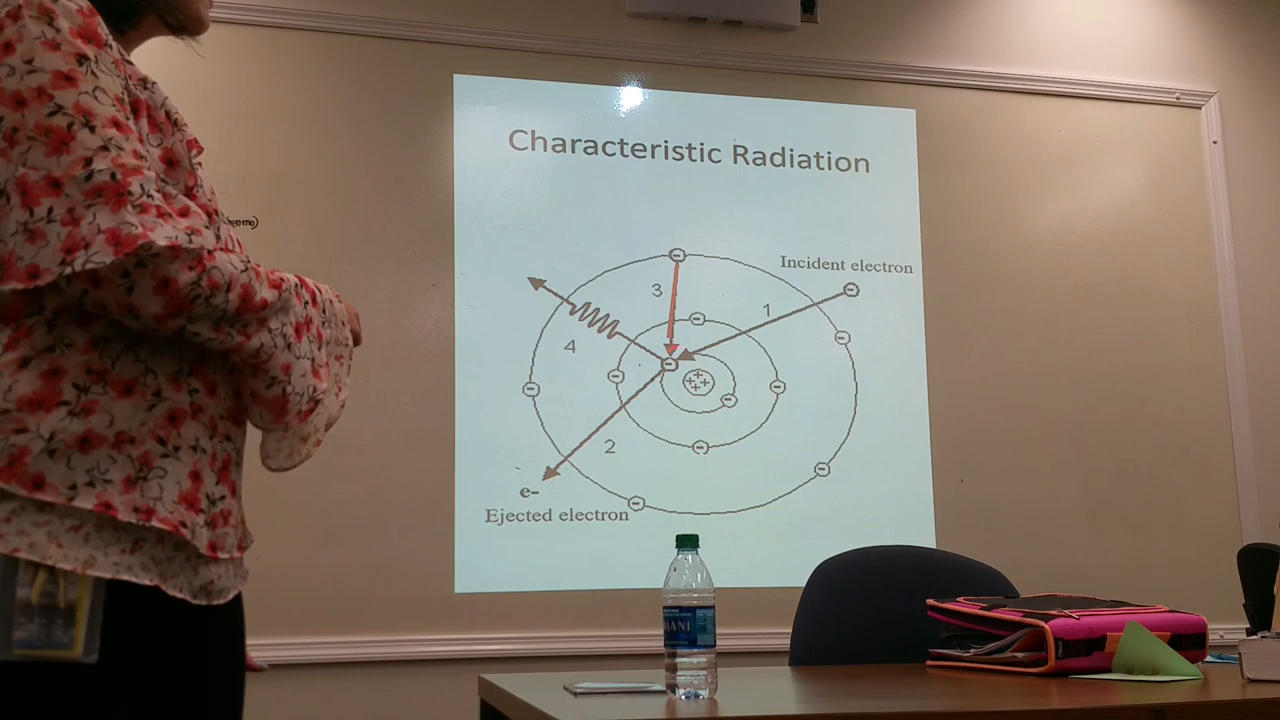 Characteristic Radiation
Incident electron
3
1
4
2
e-
Ejected electron